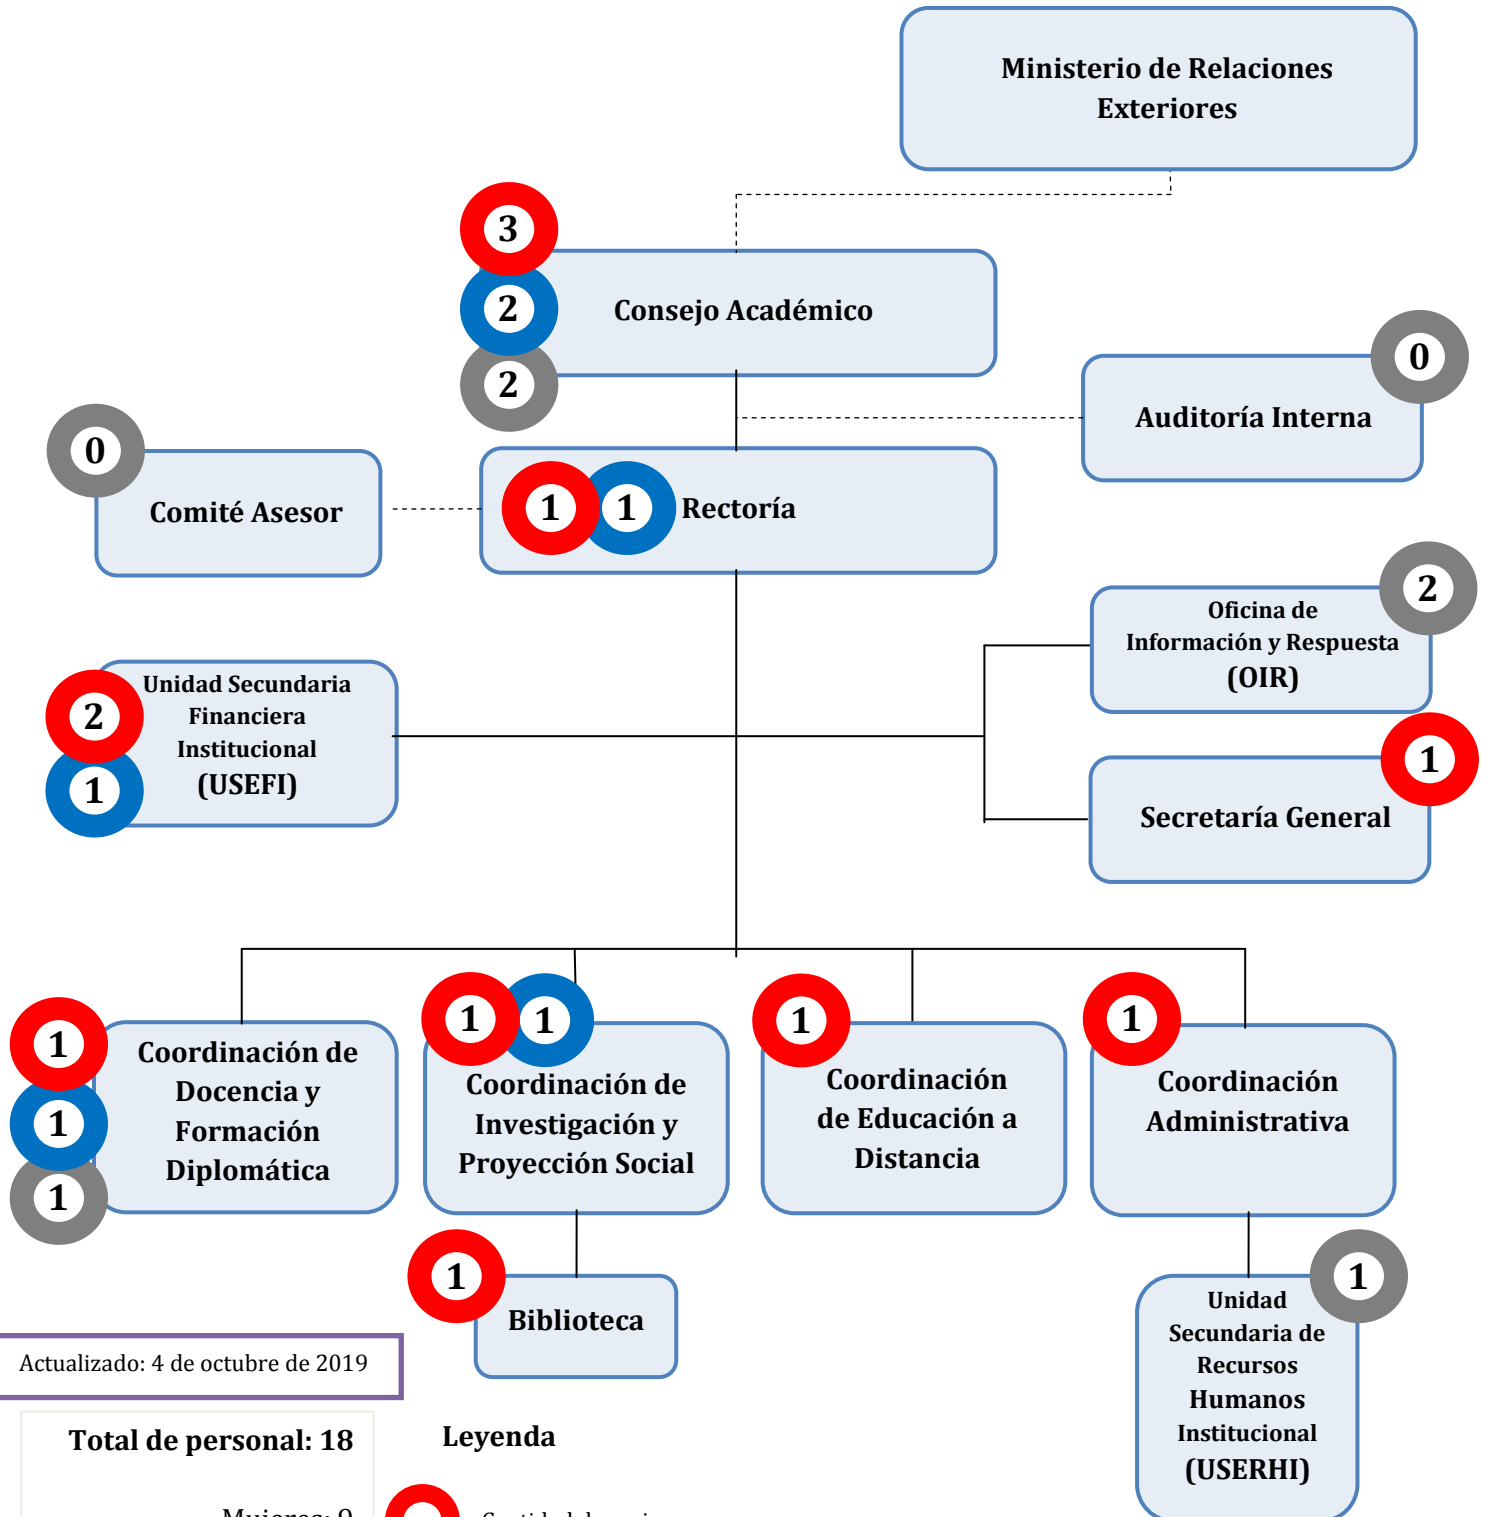 Ministerio de Relaciones
Exteriores
3
2
Consejo Académico
2
0
Auditoría Interna
0
Comité Asesor
1
1
Rectoría
2
Oficina de
Información y Respuesta
(OIR)
2
1
Unidad Secundaria
Financiera
Institucional
(USEFI)
1
Secretaría General
1
1
1
Coordinación de
Docencia y
Formación
Diplomática
1
1
Coordinación de
Investigación y
Proyección Social
1
Coordinación
de Educación a
Distancia
1
Coordinación
Administrativa
1
Biblioteca
1
Unidad
Secundaria de
Recursos
Humanos
Institucional
(USERHI)
Actualizado: 4 de octubre de 2019
Total de personal: 18
Leyenda
Mujeres: 9